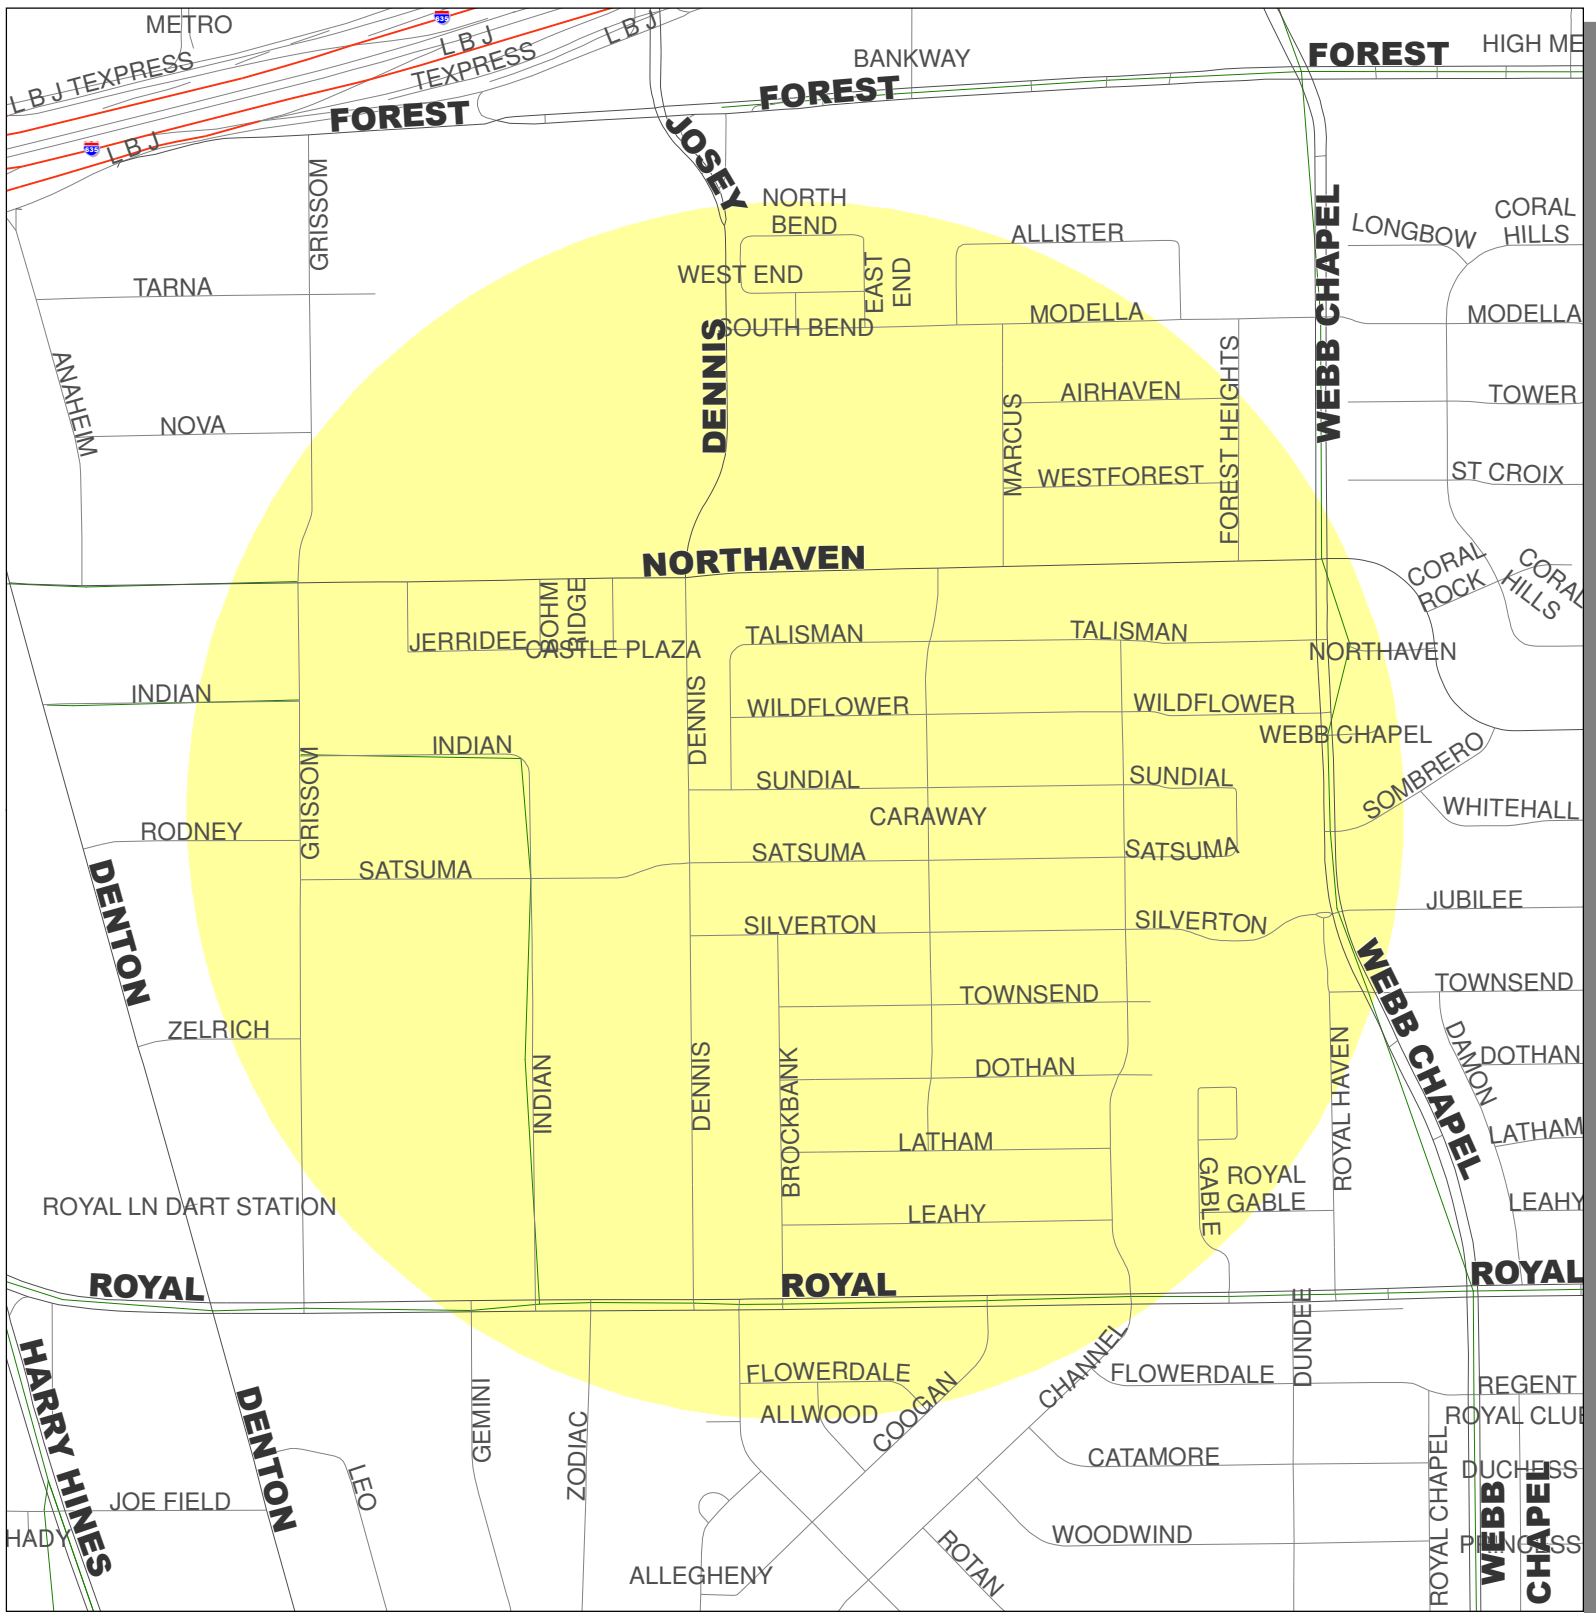 METRO
635
L B J
L B J
FOREST
HIGH ME
L B J TEXPRESS
TEXPRESS
BANKWAY
FOREST
FOREST
635
L B J
JOSEY
GRISSOM
NORTH
BEND
ALLISTER
LONGBOW
CORAL
HILLS
WEST END
EAST
END
TARNA
WEBB CHAPEL
SOUTH BEND
MODELLA
MODELLA
DENNIS
ANAHEIM
AIRHAVEN
TOWER
NOVA
MARCUS
FOREST HEIGHTS
WESTFOREST
ST CROIX
NORTHAVEN
CORAL
ROCK
CORAL
HILLS
JERRIDEE
BOHM
RIDGE
CASTLE PLAZA
TALISMAN
TALISMAN
NORTHAVEN
INDIAN
DENNIS
WILDFLOWER
WILDFLOWER
WEBB CHAPEL
INDIAN
GRISSOM
SUNDIAL
SUNDIAL
SOMBRERO
WHITEHALL
CARAWAY
RODNEY
SATSUMA
SATSUMA
SATSUMA
DENTON
JUBILEE
SILVERTON
SILVERTON
WEBB CHAPEL
TOWNSEND
TOWNSEND
ZELRICH
DAMON
DOTHAN
DOTHAN
INDIAN
DENNIS
BROCKBANK
ROYAL HAVEN
LATHAM
LATHAM
GABLE
ROYAL
GABLE
ROYAL LN DART STATION
LEAHY
LEAHY
ROYAL
ROYAL
ROYAL
DUNDEE
HARRY HINES
CHANNEL
FLOWERDALE
FLOWERDALE
REGENT
DENTON
GEMINI
ZODIAC
ALLWOOD
COOGAN
ROYAL CLUB
CATAMORE
ROYAL CHAPEL
DUCHESS
LEO
JOE FIELD
WEBB
CHAPEL
HADY
WOODWIND
PRINCESS
ROTAN
ALLEGHENY